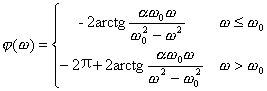 φ(ω) = { - 2arctg αω₀ω / (ω₀² − ω²)    ω ≤ ω₀
− 2π + 2arctg αω₀ω / (ω² − ω₀²)    ω > ω₀